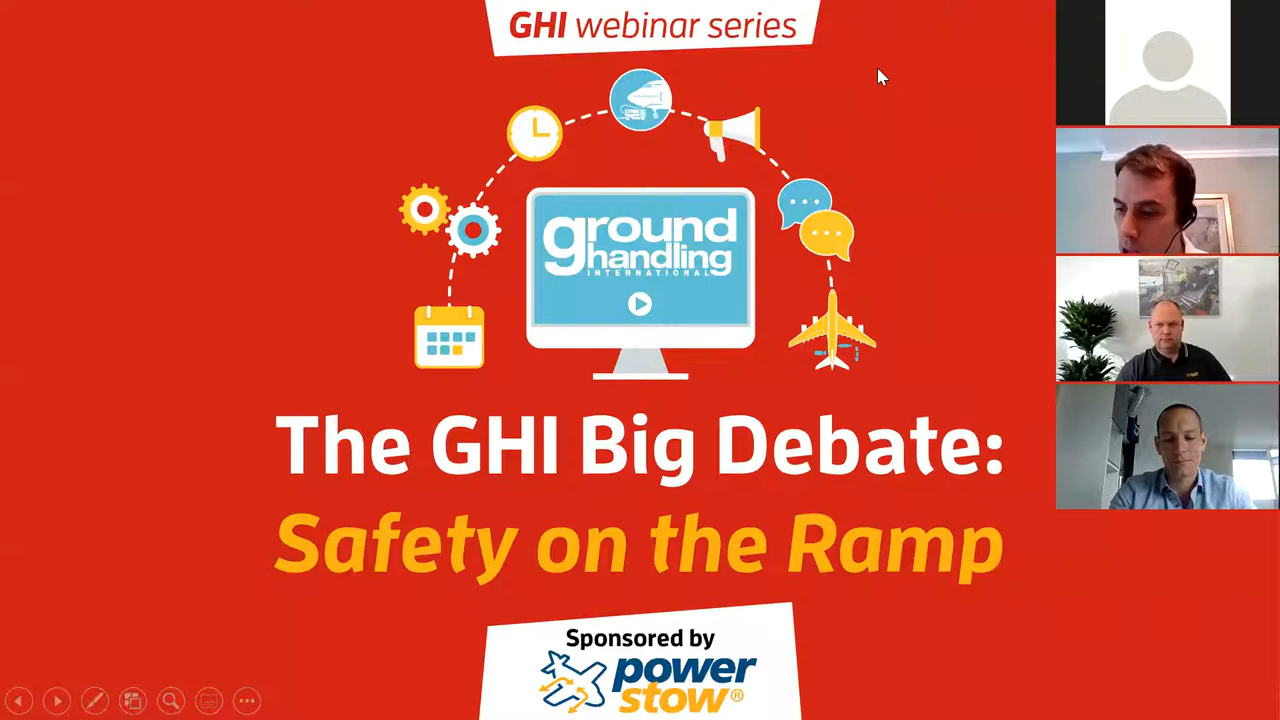 GHI webinar series
ground
handling
INTERNATIONAL
The GHI Big Debate:
Safety on the Ramp
Sponsored by
power
stow®